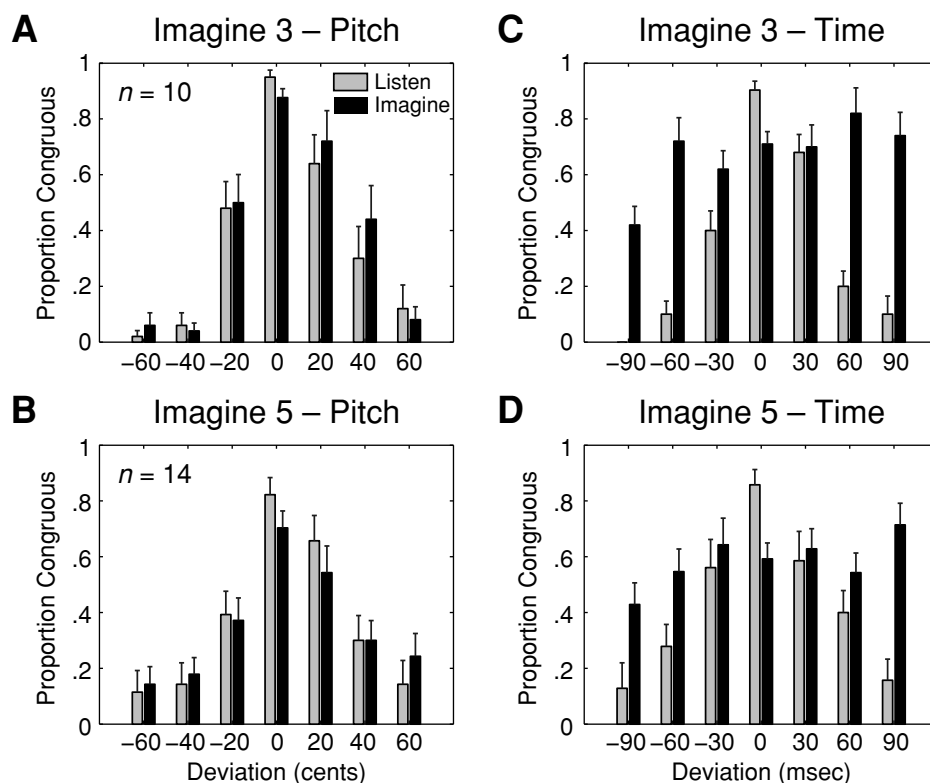 A Imagine 3 – Pitch
1
.8
.6
.4
.2
0
Proportion Congruous
n = 10
Listen
Imagine
−60 −40 −20 0 20 40 60
C Imagine 3 – Time
1
.8
.6
.4
.2
0
Proportion Congruous
−90 −60 −30 0 30 60 90
B Imagine 5 – Pitch
1
.8
.6
.4
.2
0
Proportion Congruous
n = 14
−60 −40 −20 0 20 40 60
Deviation (cents)
D Imagine 5 – Time
1
.8
.6
.4
.2
0
Proportion Congruous
−90 −60 −30 0 30 60 90
Deviation (msec)